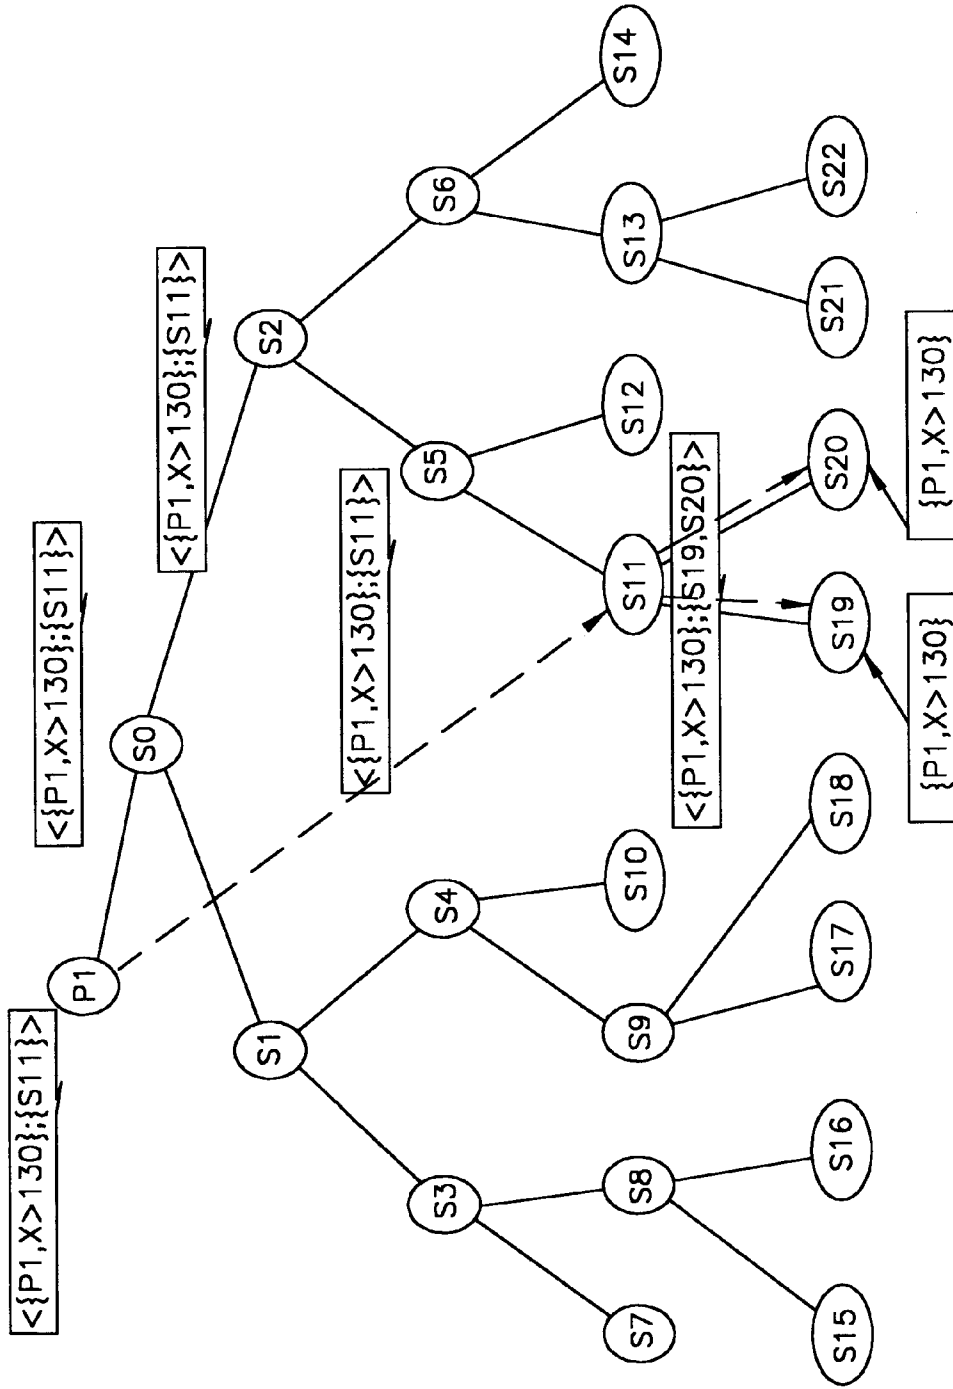 <{P1,X>130};{S11}>
P1
<{P1,X>130};{S11}>
S0
<{P1,X>130};{S11}>
S1
S2
<{P1,X>130};{S11}>
S3
S4
S5
S6
S7
S8
S9
S10
S11
S12
S13
S14
<{P1,X>130};{S19,S20}>
S15
S16
S17
S18
S19
S20
S21
S22
{P1,X>130}
{P1,X>130}